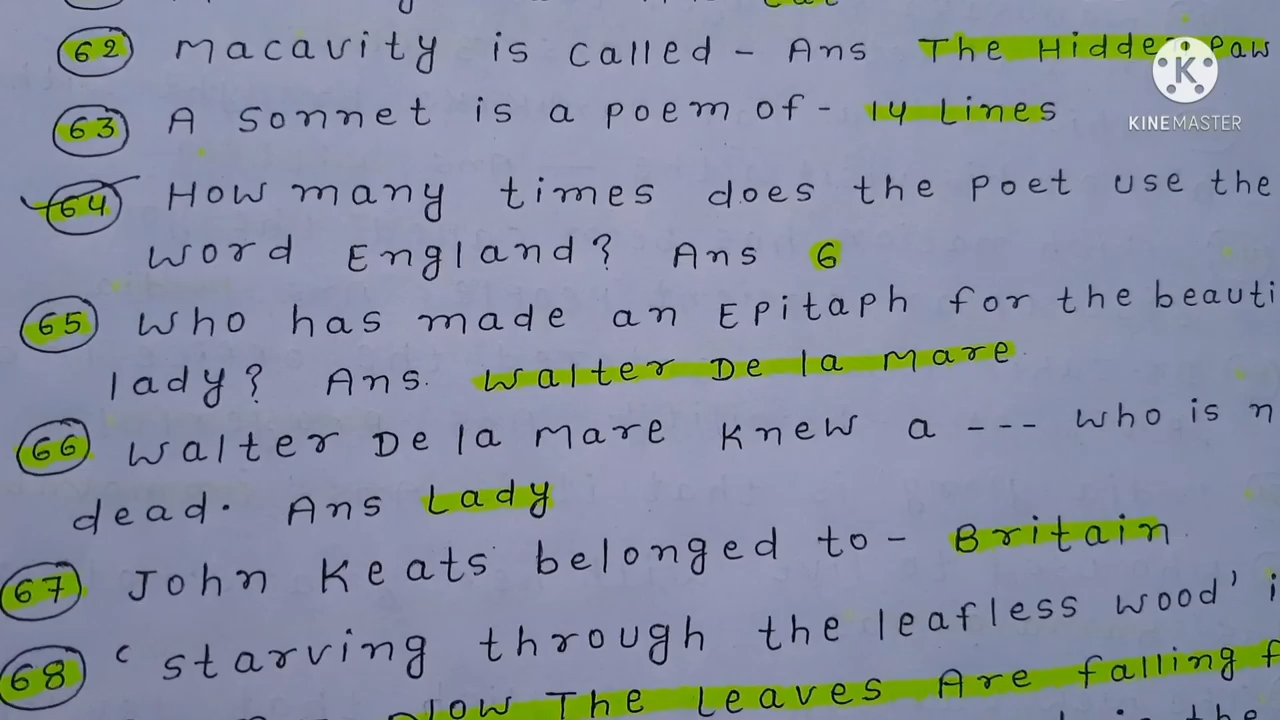 62 Macavity is called - Ans The Hidden Paw
K
KINEMASTER
63 A Sonnet is a poem of - 14 Lines
64 How many times does the Poet use the
word England? Ans 6
65 Who has made an Epitaph for the beauti
lady? Ans. Walter De la Mare
66 Walter De la Mare knew a --- who is n
dead. Ans Lady
67 John Keats belonged to - Britain
68 ‘starving through the leafless wood’ i
Now The Leaves Are falling f
is the